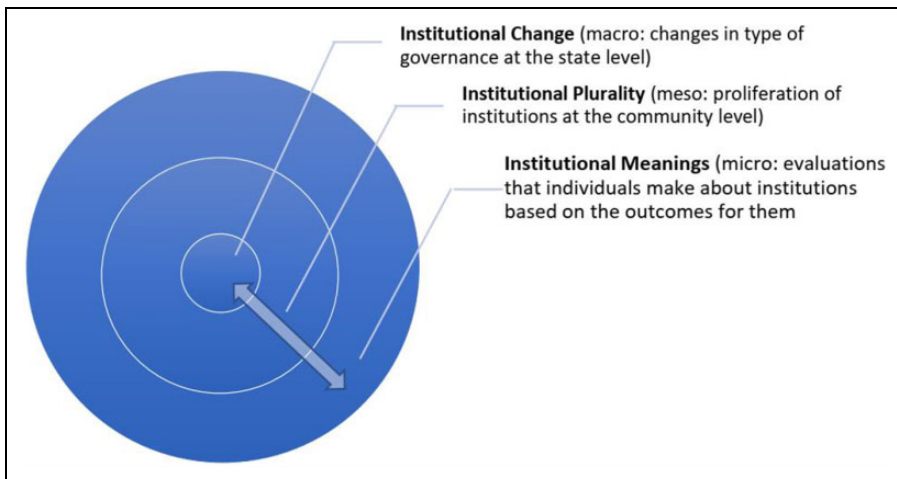 Institutional Change (macro: changes in type of
governance at the state level)
Institutional Plurality (meso: proliferation of
institutions at the community level)
Institutional Meanings (micro: evaluations
that individuals make about institutions
based on the outcomes for them